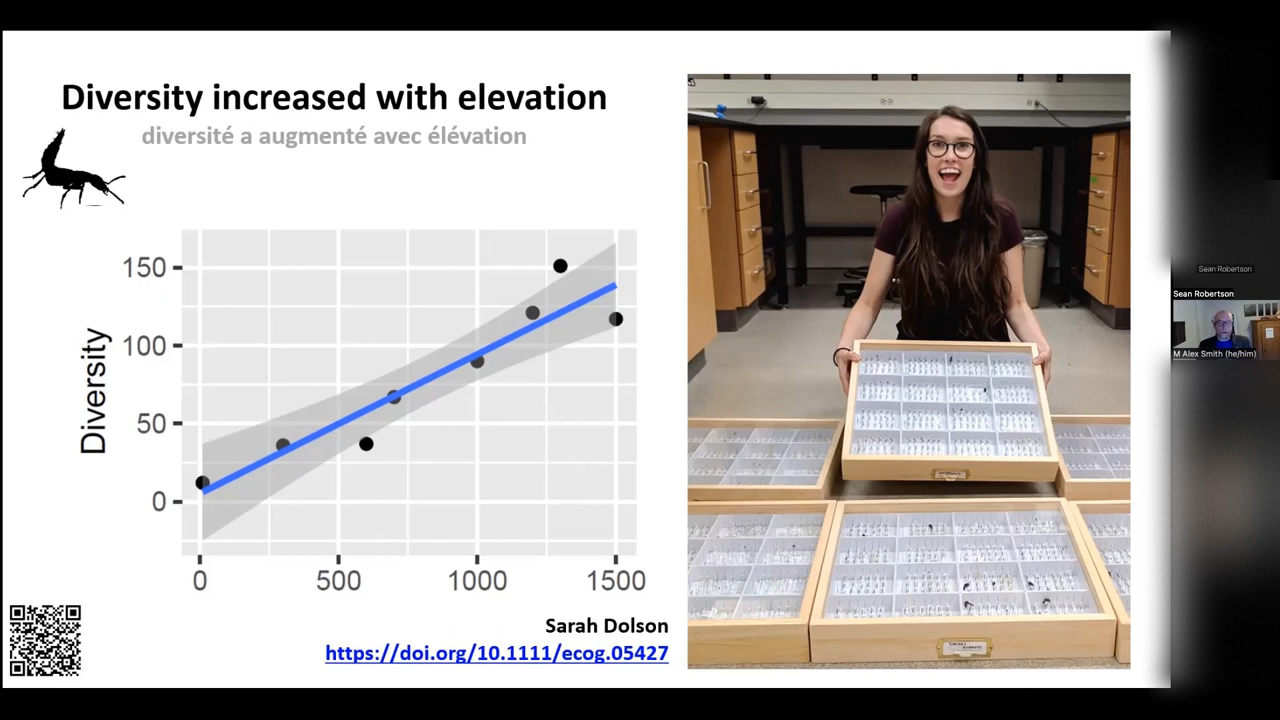 Diversity increased with elevation
diversité a augmenté avec élévation
150
100
50
0
Diversity
0 500 1000 1500
Sarah Dolson
https://doi.org/10.1111/ecog.05427
Sean Robertson
Sean Robertson
M Alex Smith (he/him)